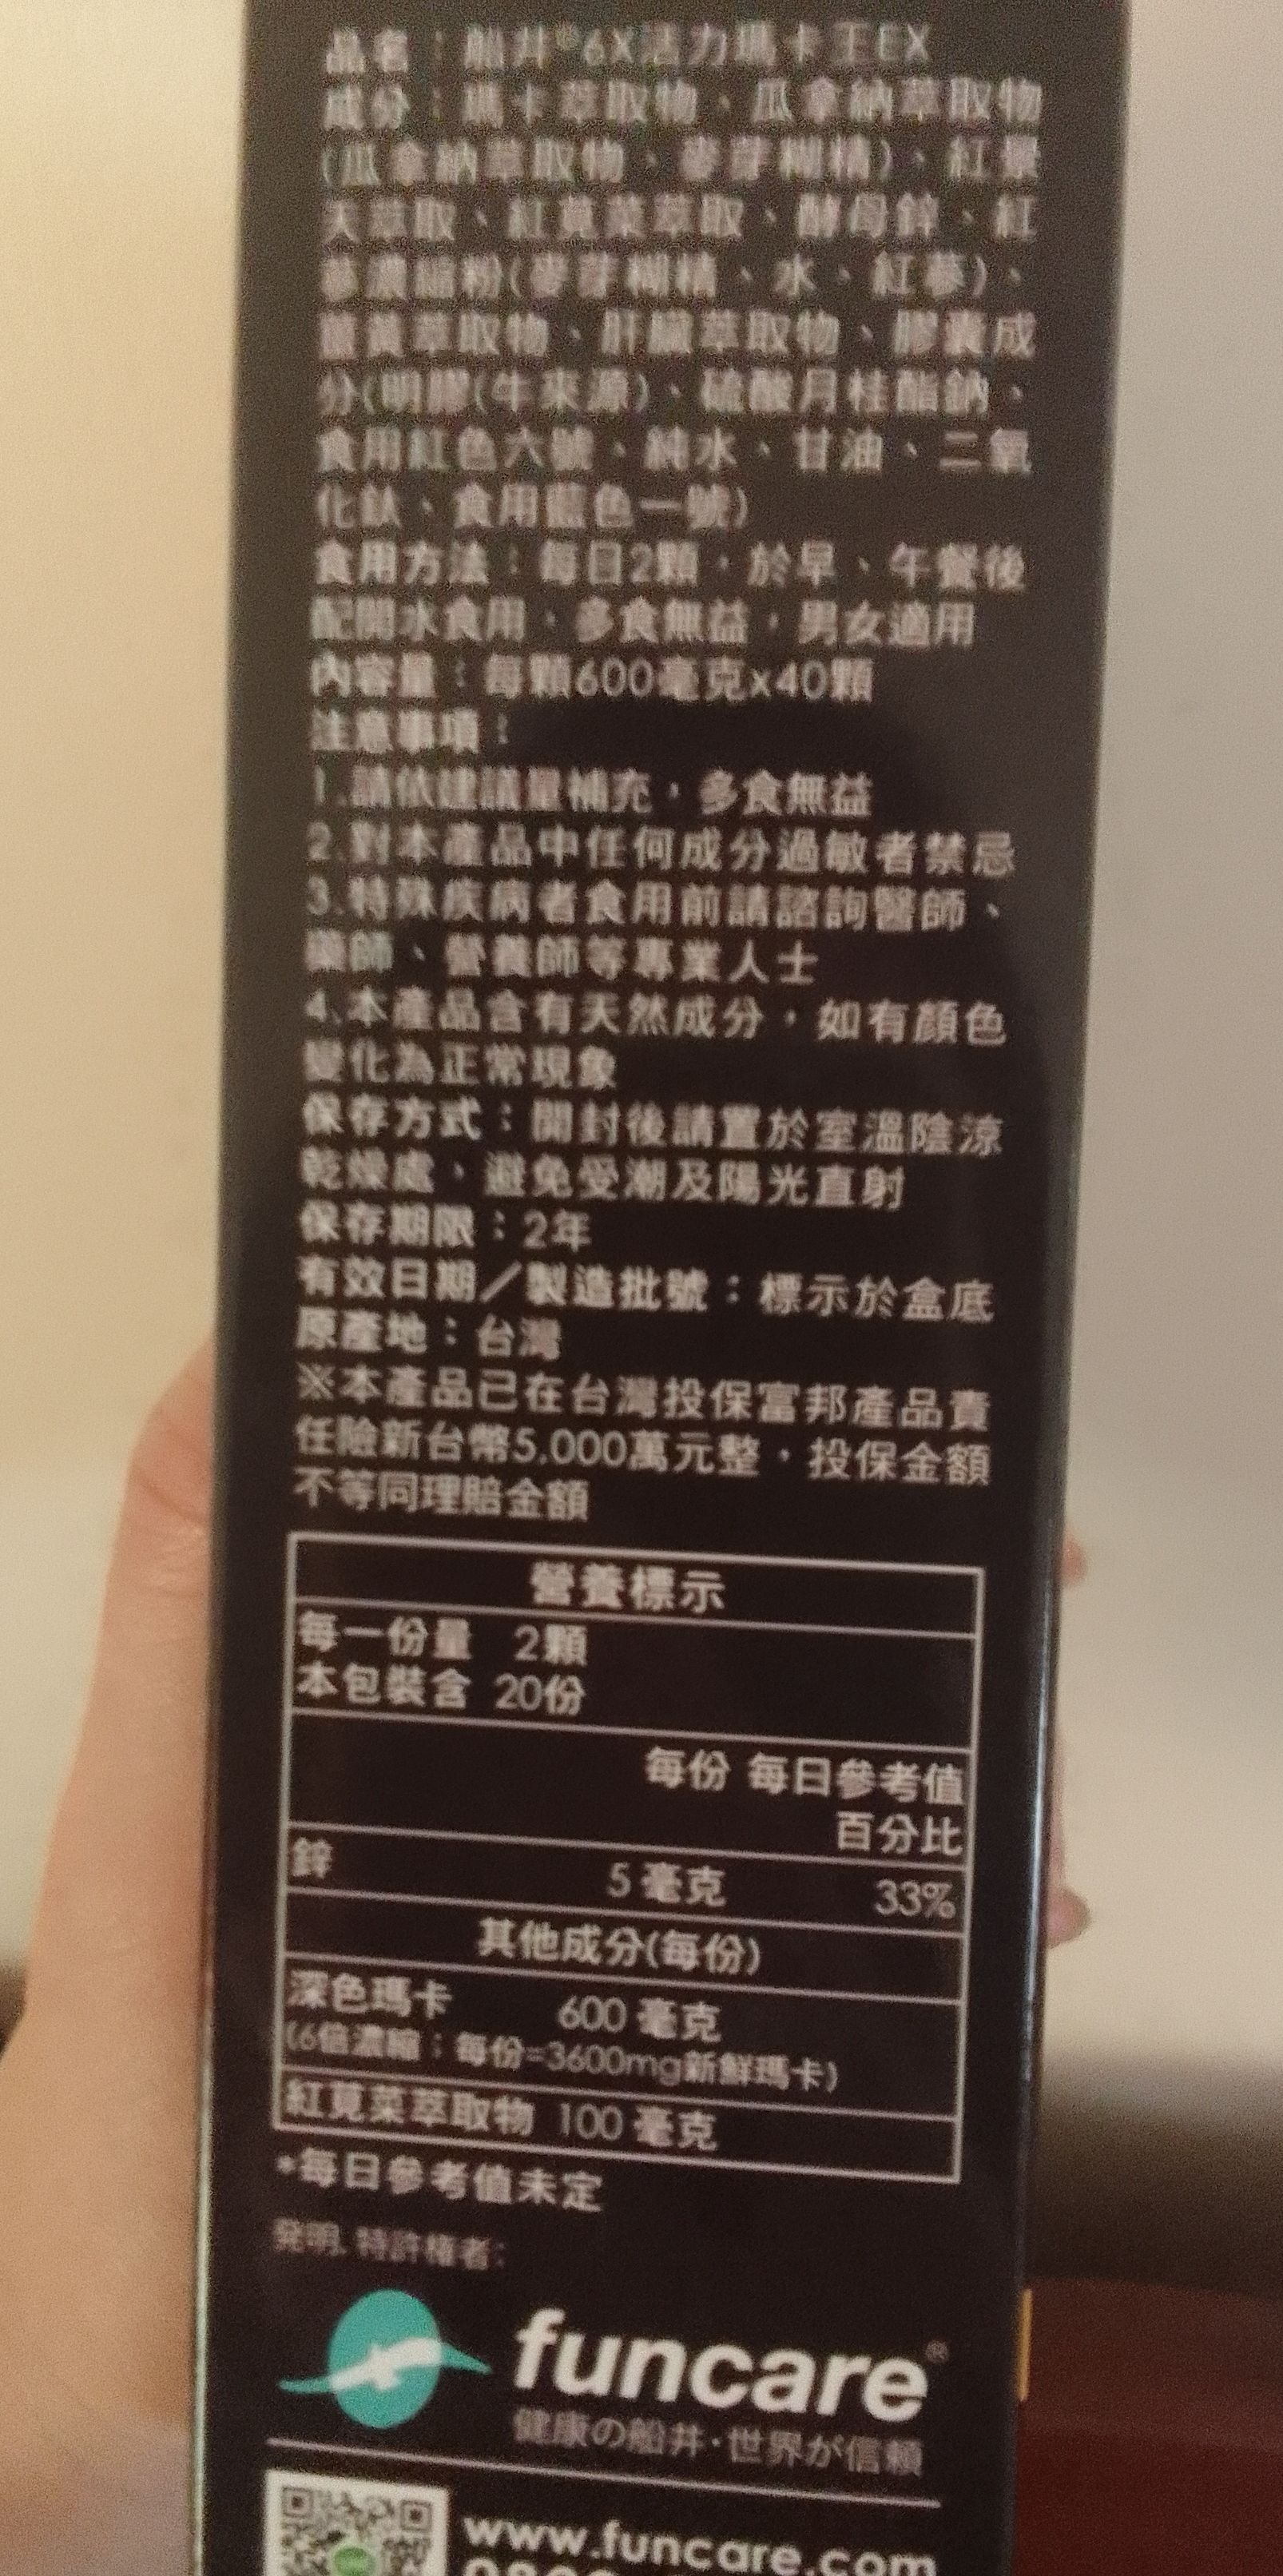 品名：船井®6X活力瑪卡王EX
成分：瑪卡萃取物、瓜拿納萃取物
(瓜拿納萃取物、麥芽糊精)、紅景
天萃取、紅莧菜萃取、酵母鋅、紅
蔘濃縮粉(麥芽糊精、水、紅蔘)、
薑黃萃取物、肝臟萃取物、膠囊成
分(明膠(牛來源)、硫酸月桂酯鈉、
食用紅色六號、純水、甘油、二氧
化鈦、食用藍色一號)
食用方法：每日2顆，於早、午餐後
配開水食用，多食無益，男女適用
內容量：每顆600毫克x40顆
注意事項：
1.請依建議量補充，多食無益
2.對本產品中任何成分過敏者禁忌
3.特殊疾病者食用前請諮詢醫師、
藥師、營養師等專業人士
4.本產品含有天然成分，如有顏色
變化為正常現象
保存方式：開封後請置於室溫陰涼
乾燥處，避免受潮及陽光直射
保存期限：2年
有效日期／製造批號：標示於盒底
原產地：台灣
※本產品已在台灣投保富邦產品責
任險新台幣5,000萬元整，投保金額
不等同理賠金額
營養標示
每一份量 2顆
本包裝含 20份
每份 每日參考值
百分比
鋅 5 毫克 33%
其他成分(每份)
深色瑪卡 600 毫克
(6倍濃縮：每份=3600mg新鮮瑪卡)
紅莧菜萃取物 100 毫克
*每日參考值未定
発明、特許権者：
funcare®
健康の船井·世界が信頼
www.funcare.com